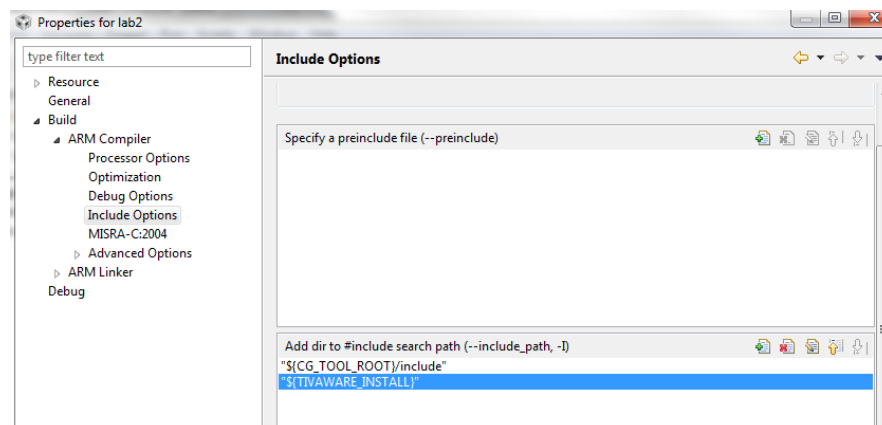 Properties for lab2
type filter text
Include Options
Resource
General
Build
ARM Compiler
Processor Options
Optimization
Debug Options
Include Options
MISRA-C:2004
Advanced Options
ARM Linker
Debug
Specify a preinclude file (--preinclude)
Add dir to #include search path (--include_path, -I)
"${CG_TOOL_ROOT}/include"
"${TIVAWARE_INSTALL}"